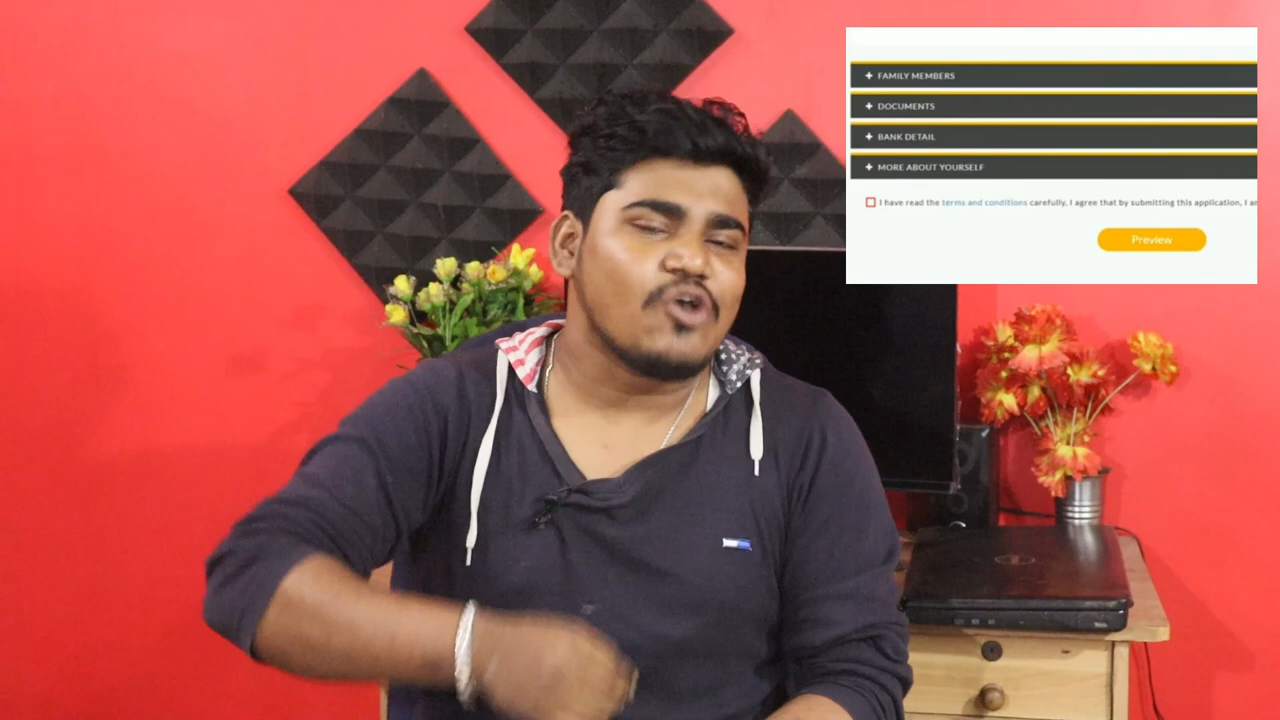 + FAMILY MEMBERS
+ DOCUMENTS
+ BANK DETAIL
+ MORE ABOUT YOURSELF
I have read the terms and conditions carefully, I agree that by submitting this application, I
Preview